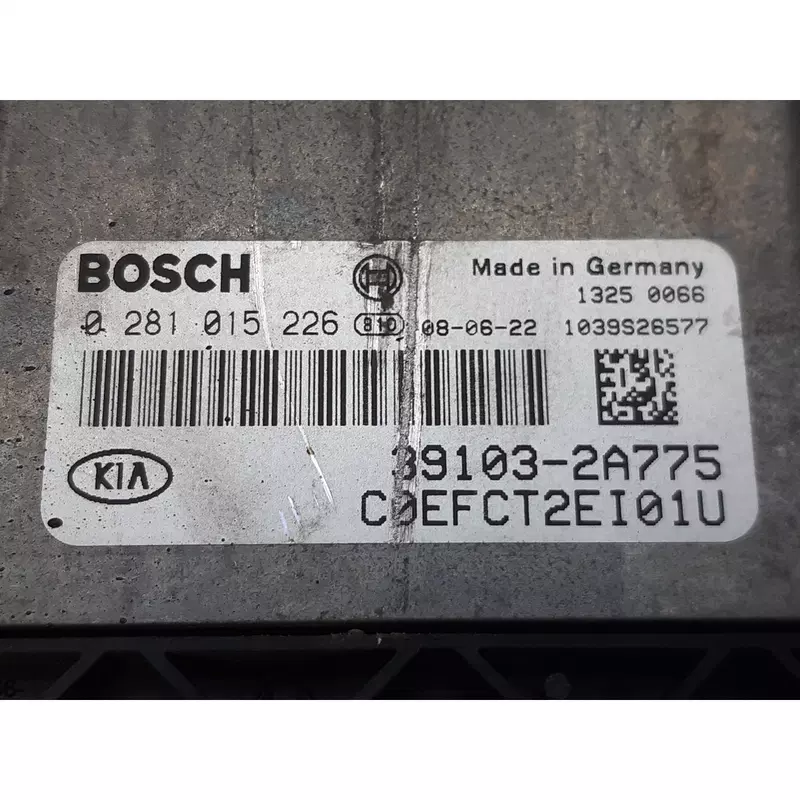 BOSCH
Made in Germany
1325 0066
0 281 015 226 810 08-06-22 1039S26577
KIA
39103-2A775
C0EFCT2EI01U